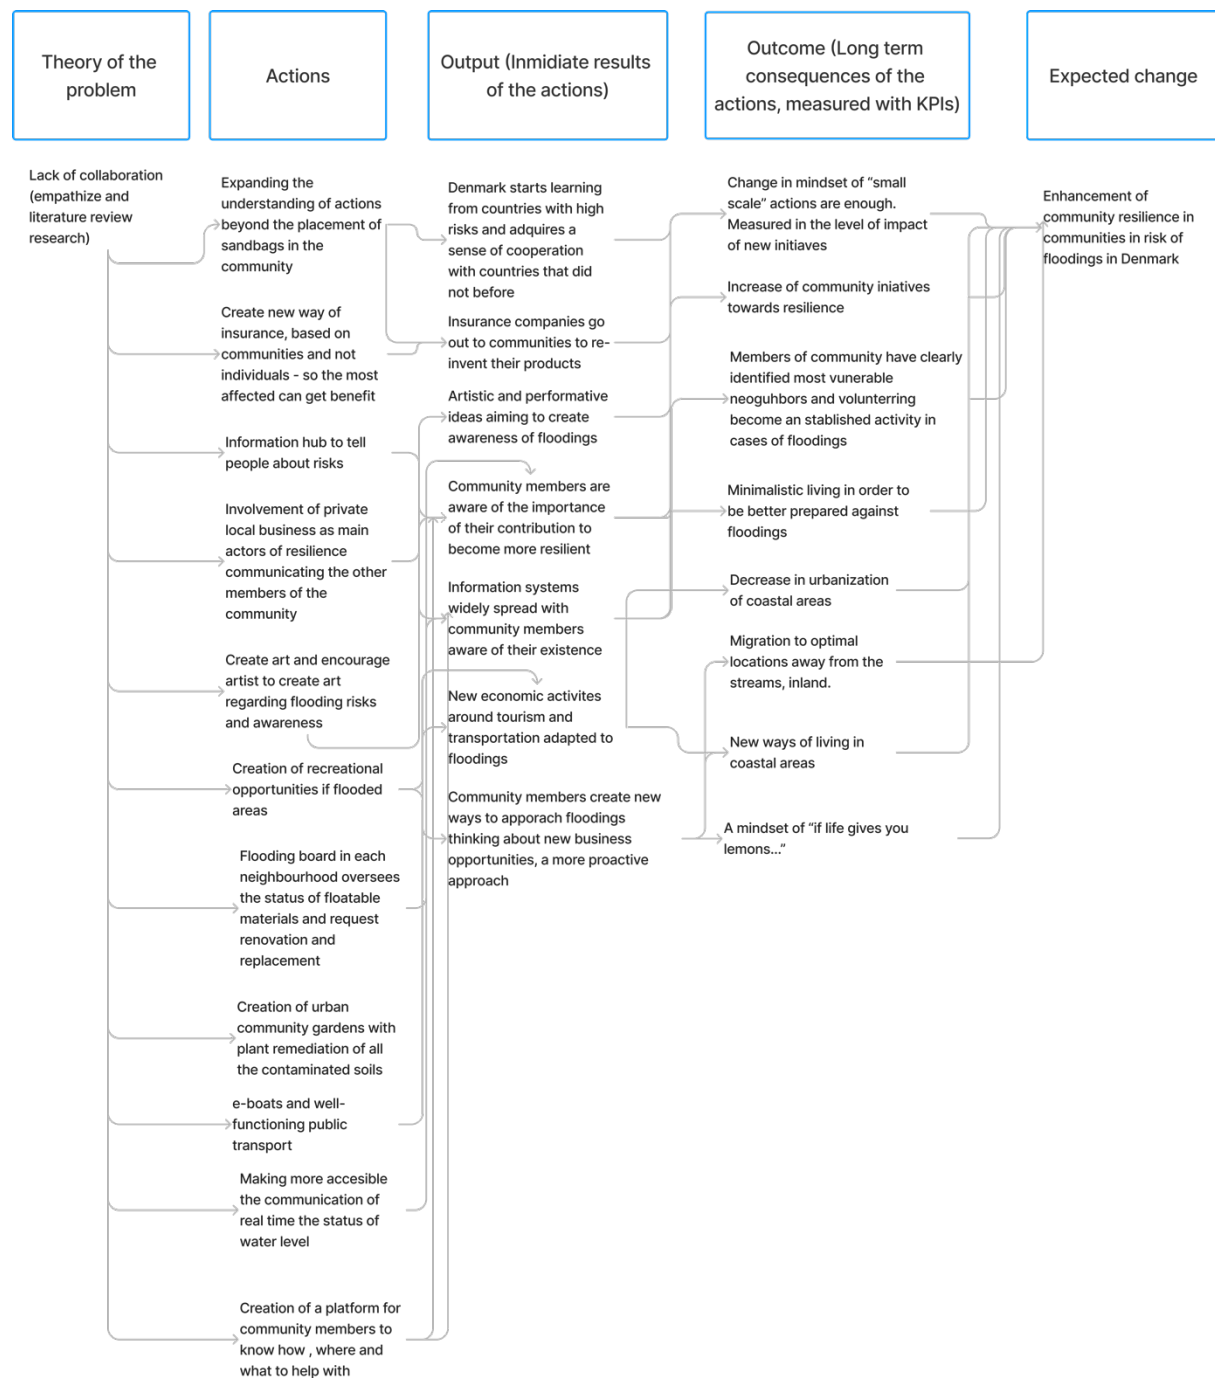 Theory of the
problem
Actions
Output (Inmidiate results
of the actions)
Outcome (Long term
consequences of the
actions, measured with KPIs)
Expected change
Lack of collaboration
(empathize and
literature review
research)
Expanding the
understanding of actions
beyond the placement of
sandbags in the
community
Create new way of
insurance, based on
communities and not
individuals - so the most
affected can get benefit
Information hub to tell
people about risks
Involvement of private
local business as main
actors of resilience
communicating the other
members of the
community
Create art and encourage
artist to create art
regarding flooding risks
and awareness
Creation of recreational
opportunities if flooded
areas
Flooding board in each
neighbourhood oversees
the status of floatable
materials and request
renovation and
replacement
Creation of urban
community gardens with
plant remediation of all
the contaminated soils
e-boats and well-
functioning public
transport
Making more accesible
the communication of
real time the status of
water level
Creation of a platform for
community members to
know how , where and
what to help with
Denmark starts learning
from countries with high
risks and adquires a
sense of cooperation
with countries that did
not before
Insurance companies go
out to communities to re-
invent their products
Artistic and performative
ideas aiming to create
awareness of floodings
Community members are
aware of the importance
of their contribution to
become more resilient
Information systems
widely spread with
community members
aware of their existence
New economic activites
around tourism and
transportation adapted to
floodings
Community members create new
ways to apporach floodings
thinking about new business
opportunities, a more proactive
approach
Change in mindset of “small
scale” actions are enough.
Measured in the level of impact
of new initiaves
Increase of community iniatives
towards resilience
Members of community have clearly
identified most vunerable
neoguhbors and volunterring
become an stablished activity in
cases of floodings
Minimalistic living in order to
be better prepared against
floodings
Decrease in urbanization
of coastal areas
Migration to optimal
locations away from the
streams, inland.
New ways of living in
coastal areas
A mindset of “if life gives you
lemons...”
Enhancement of
community resilience in
communities in risk of
floodings in Denmark